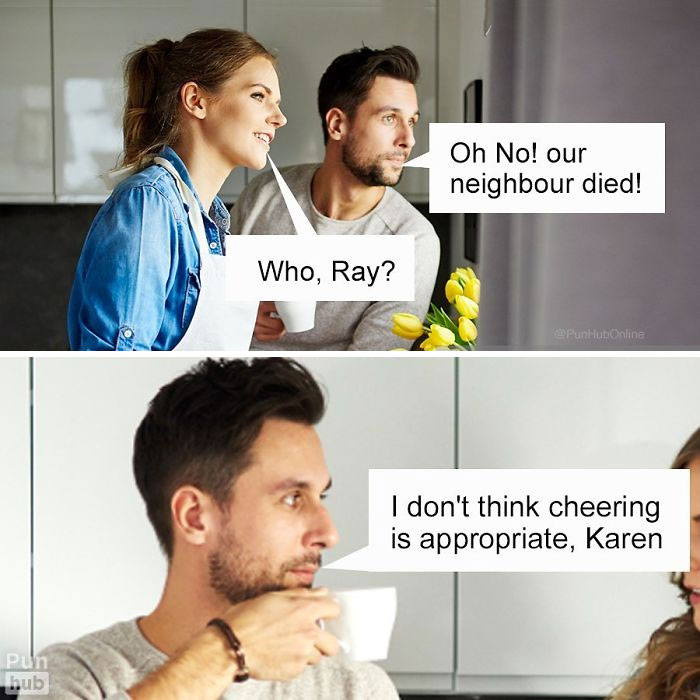 Oh No! our
neighbour died!
Who, Ray?
@PunHubOnline
I don't think cheering
is appropriate, Karen
Pun
hub